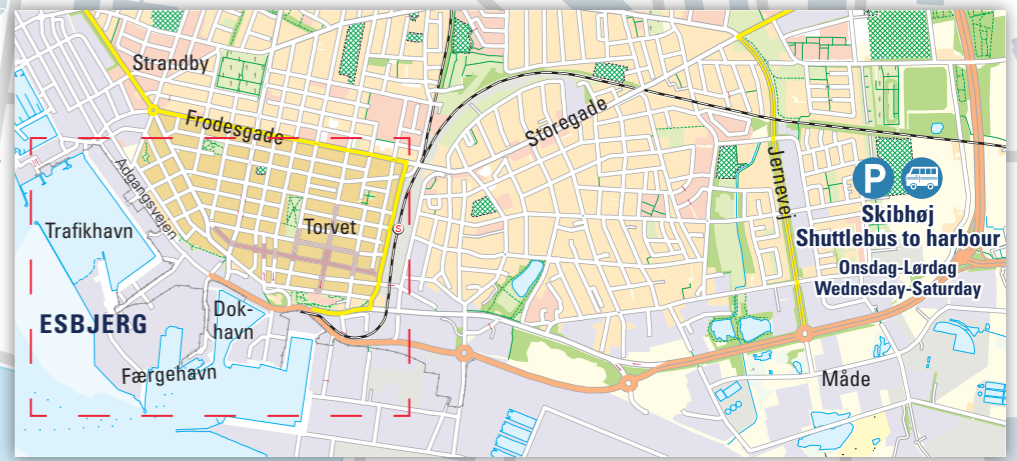 Strandby
Frodesgade
Storegade
Jernevej
Adgangsvejen
P
Skibhøj
Shuttlebus to harbour
Onsdag-Lørdag
Wednesday-Saturday
Trafikhavn
Torvet
S
ESBJERG
Dok-
havn
Færgehavn
Måde